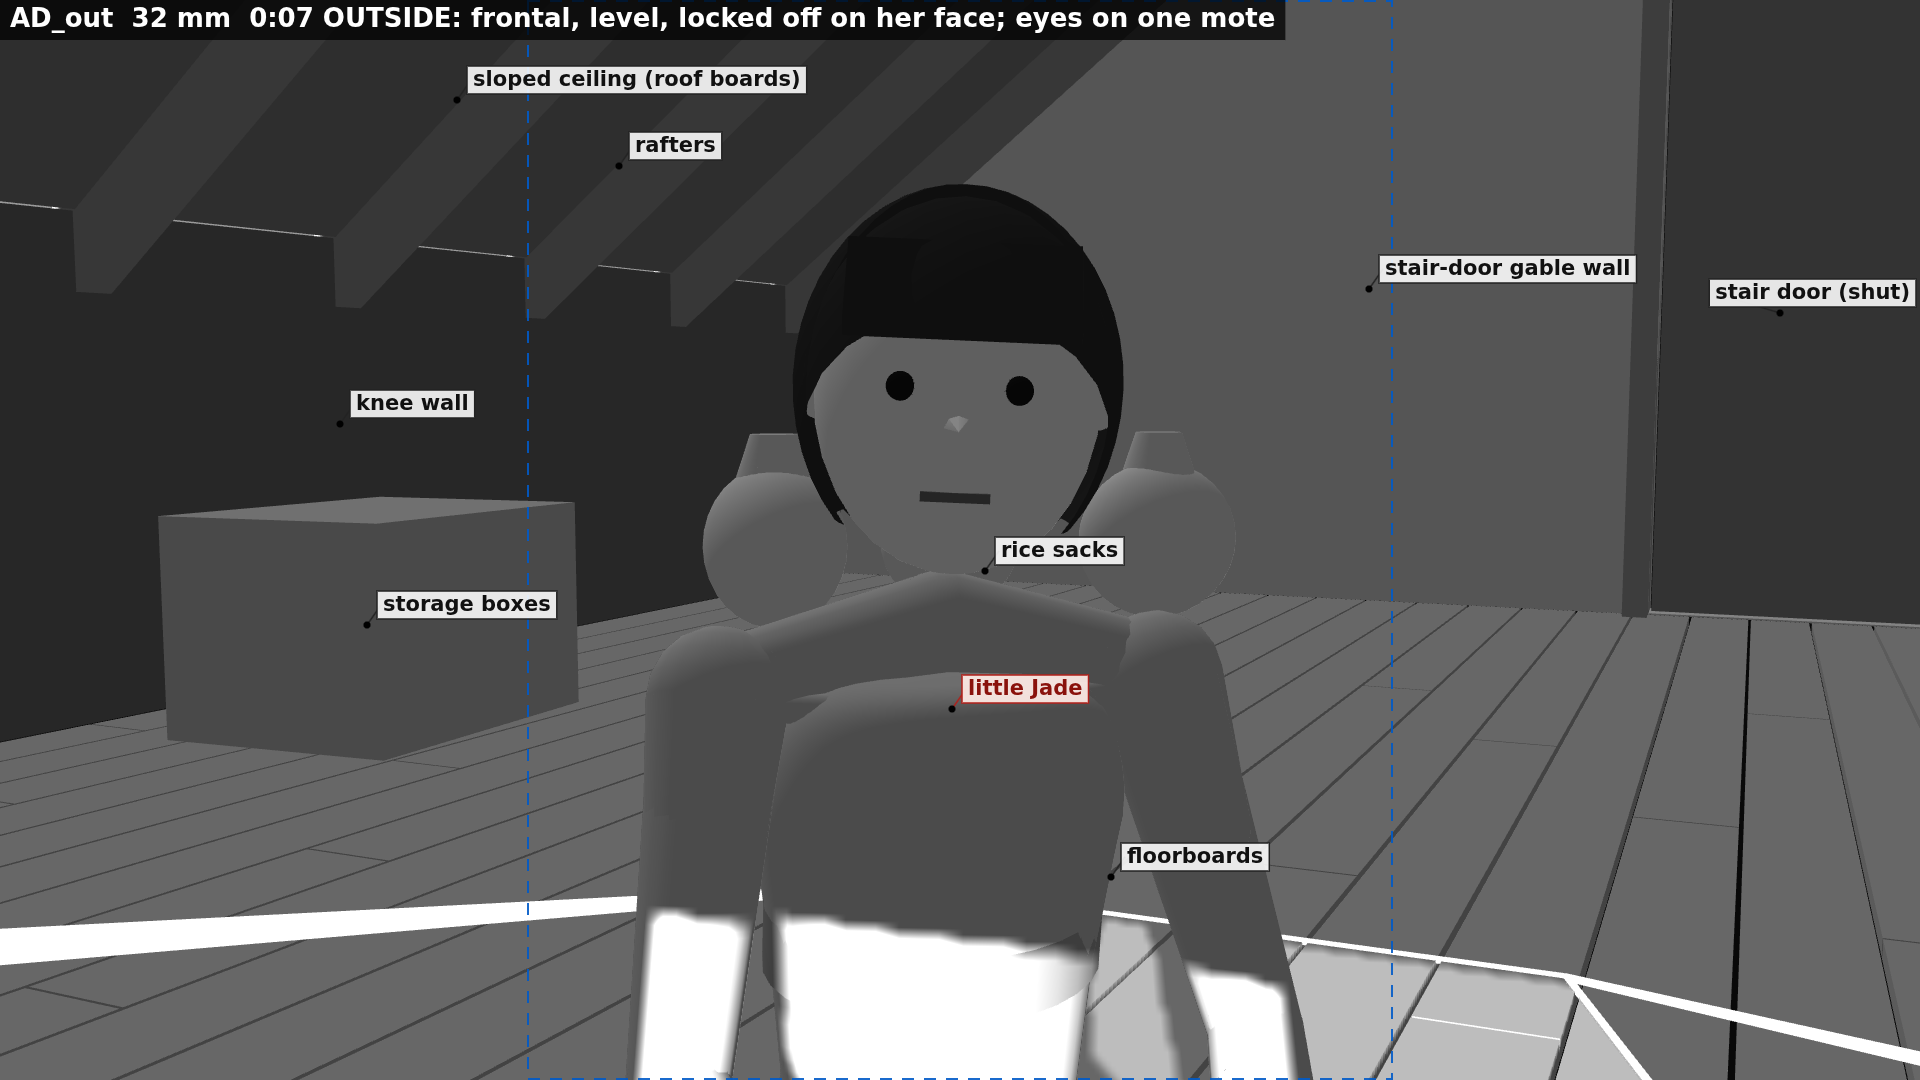 AD_out 32 mm 0:07 OUTSIDE: frontal, level, locked off on her face; eyes on one mote
sloped ceiling (roof boards)
rafters
stair-door gable wall
stair door (shut)
knee wall
rice sacks
storage boxes
little Jade
floorboards